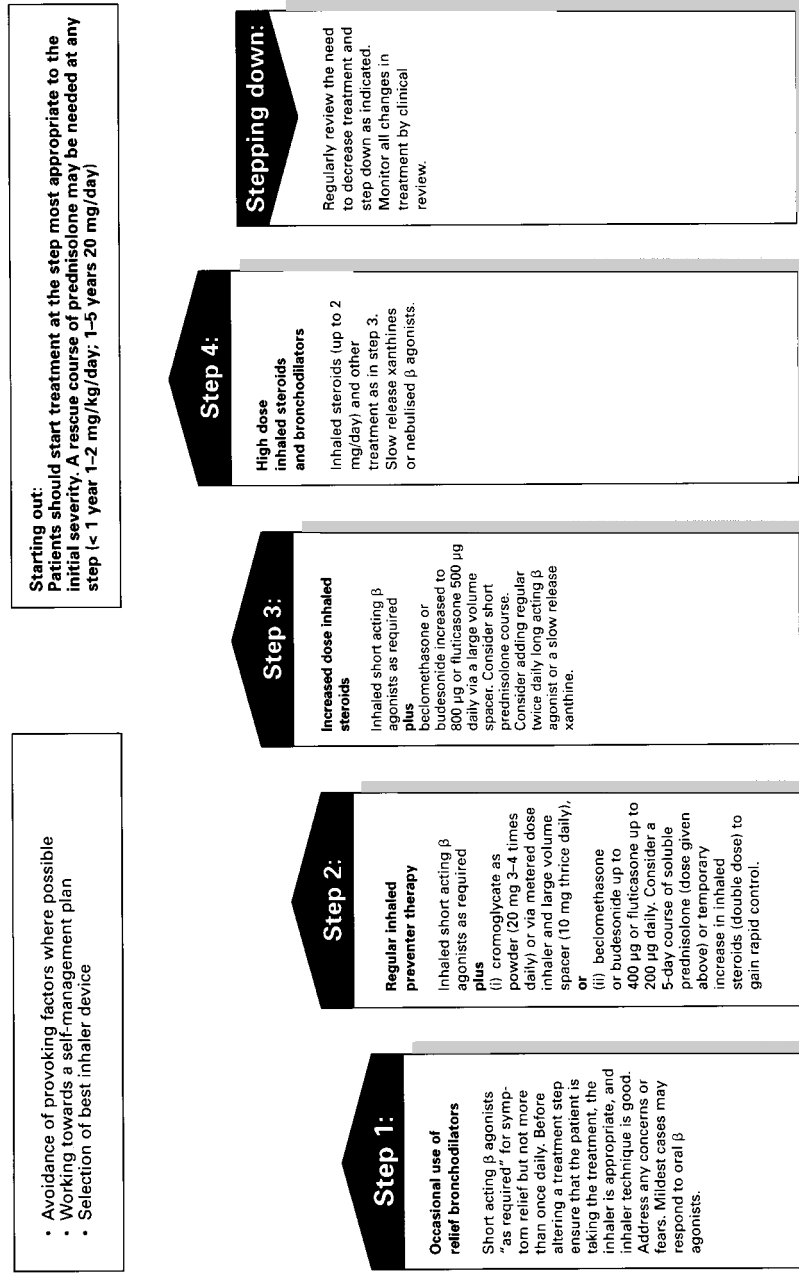 • Avoidance of provoking factors where possible
• Working towards a self-management plan
• Selection of best inhaler device
Starting out:
Patients should start treatment at the step most appropriate to the
initial severity. A rescue course of prednisolone may be needed at any
step (< 1 year 1–2 mg/kg/day; 1–5 years 20 mg/day)
Step 1:
Occasional use of
relief bronchodilators
Short acting β agonists
"as required" for symp-
tom relief but not more
than once daily. Before
altering a treatment step
ensure that the patient is
taking the treatment, the
inhaler is appropriate, and
inhaler technique is good.
Address any concerns or
fears. Mildest cases may
respond to oral β
agonists.
Step 2:
Regular inhaled
preventer therapy
Inhaled short acting β
agonists as required
plus
(i) cromoglycate as
powder (20 mg 3–4 times
daily) or via metered dose
inhaler and large volume
spacer (10 mg thrice daily),
or
(ii) beclomethasone
or budesonide up to
400 μg or fluticasone up to
200 μg daily. Consider a
5-day course of soluble
prednisolone (dose given
above) or temporary
increase in inhaled
steroids (double dose) to
gain rapid control.
Step 3:
Increased dose inhaled
steroids
Inhaled short acting β
agonists as required
plus
beclomethasone or
budesonide increased to
800 μg or fluticasone 500 μg
daily via a large volume
spacer. Consider short
prednisolone course.
Consider adding regular
twice daily long acting β
agonist or a slow release
xanthine.
Step 4:
High dose
inhaled steroids
and bronchodilators
Inhaled steroids (up to 2
mg/day) and other
treatment as in step 3.
Slow release xanthines
or nebulised β agonists.
Stepping down:
Regularly review the need
to decrease treatment and
step down as indicated.
Monitor all changes in
treatment by clinical
review.